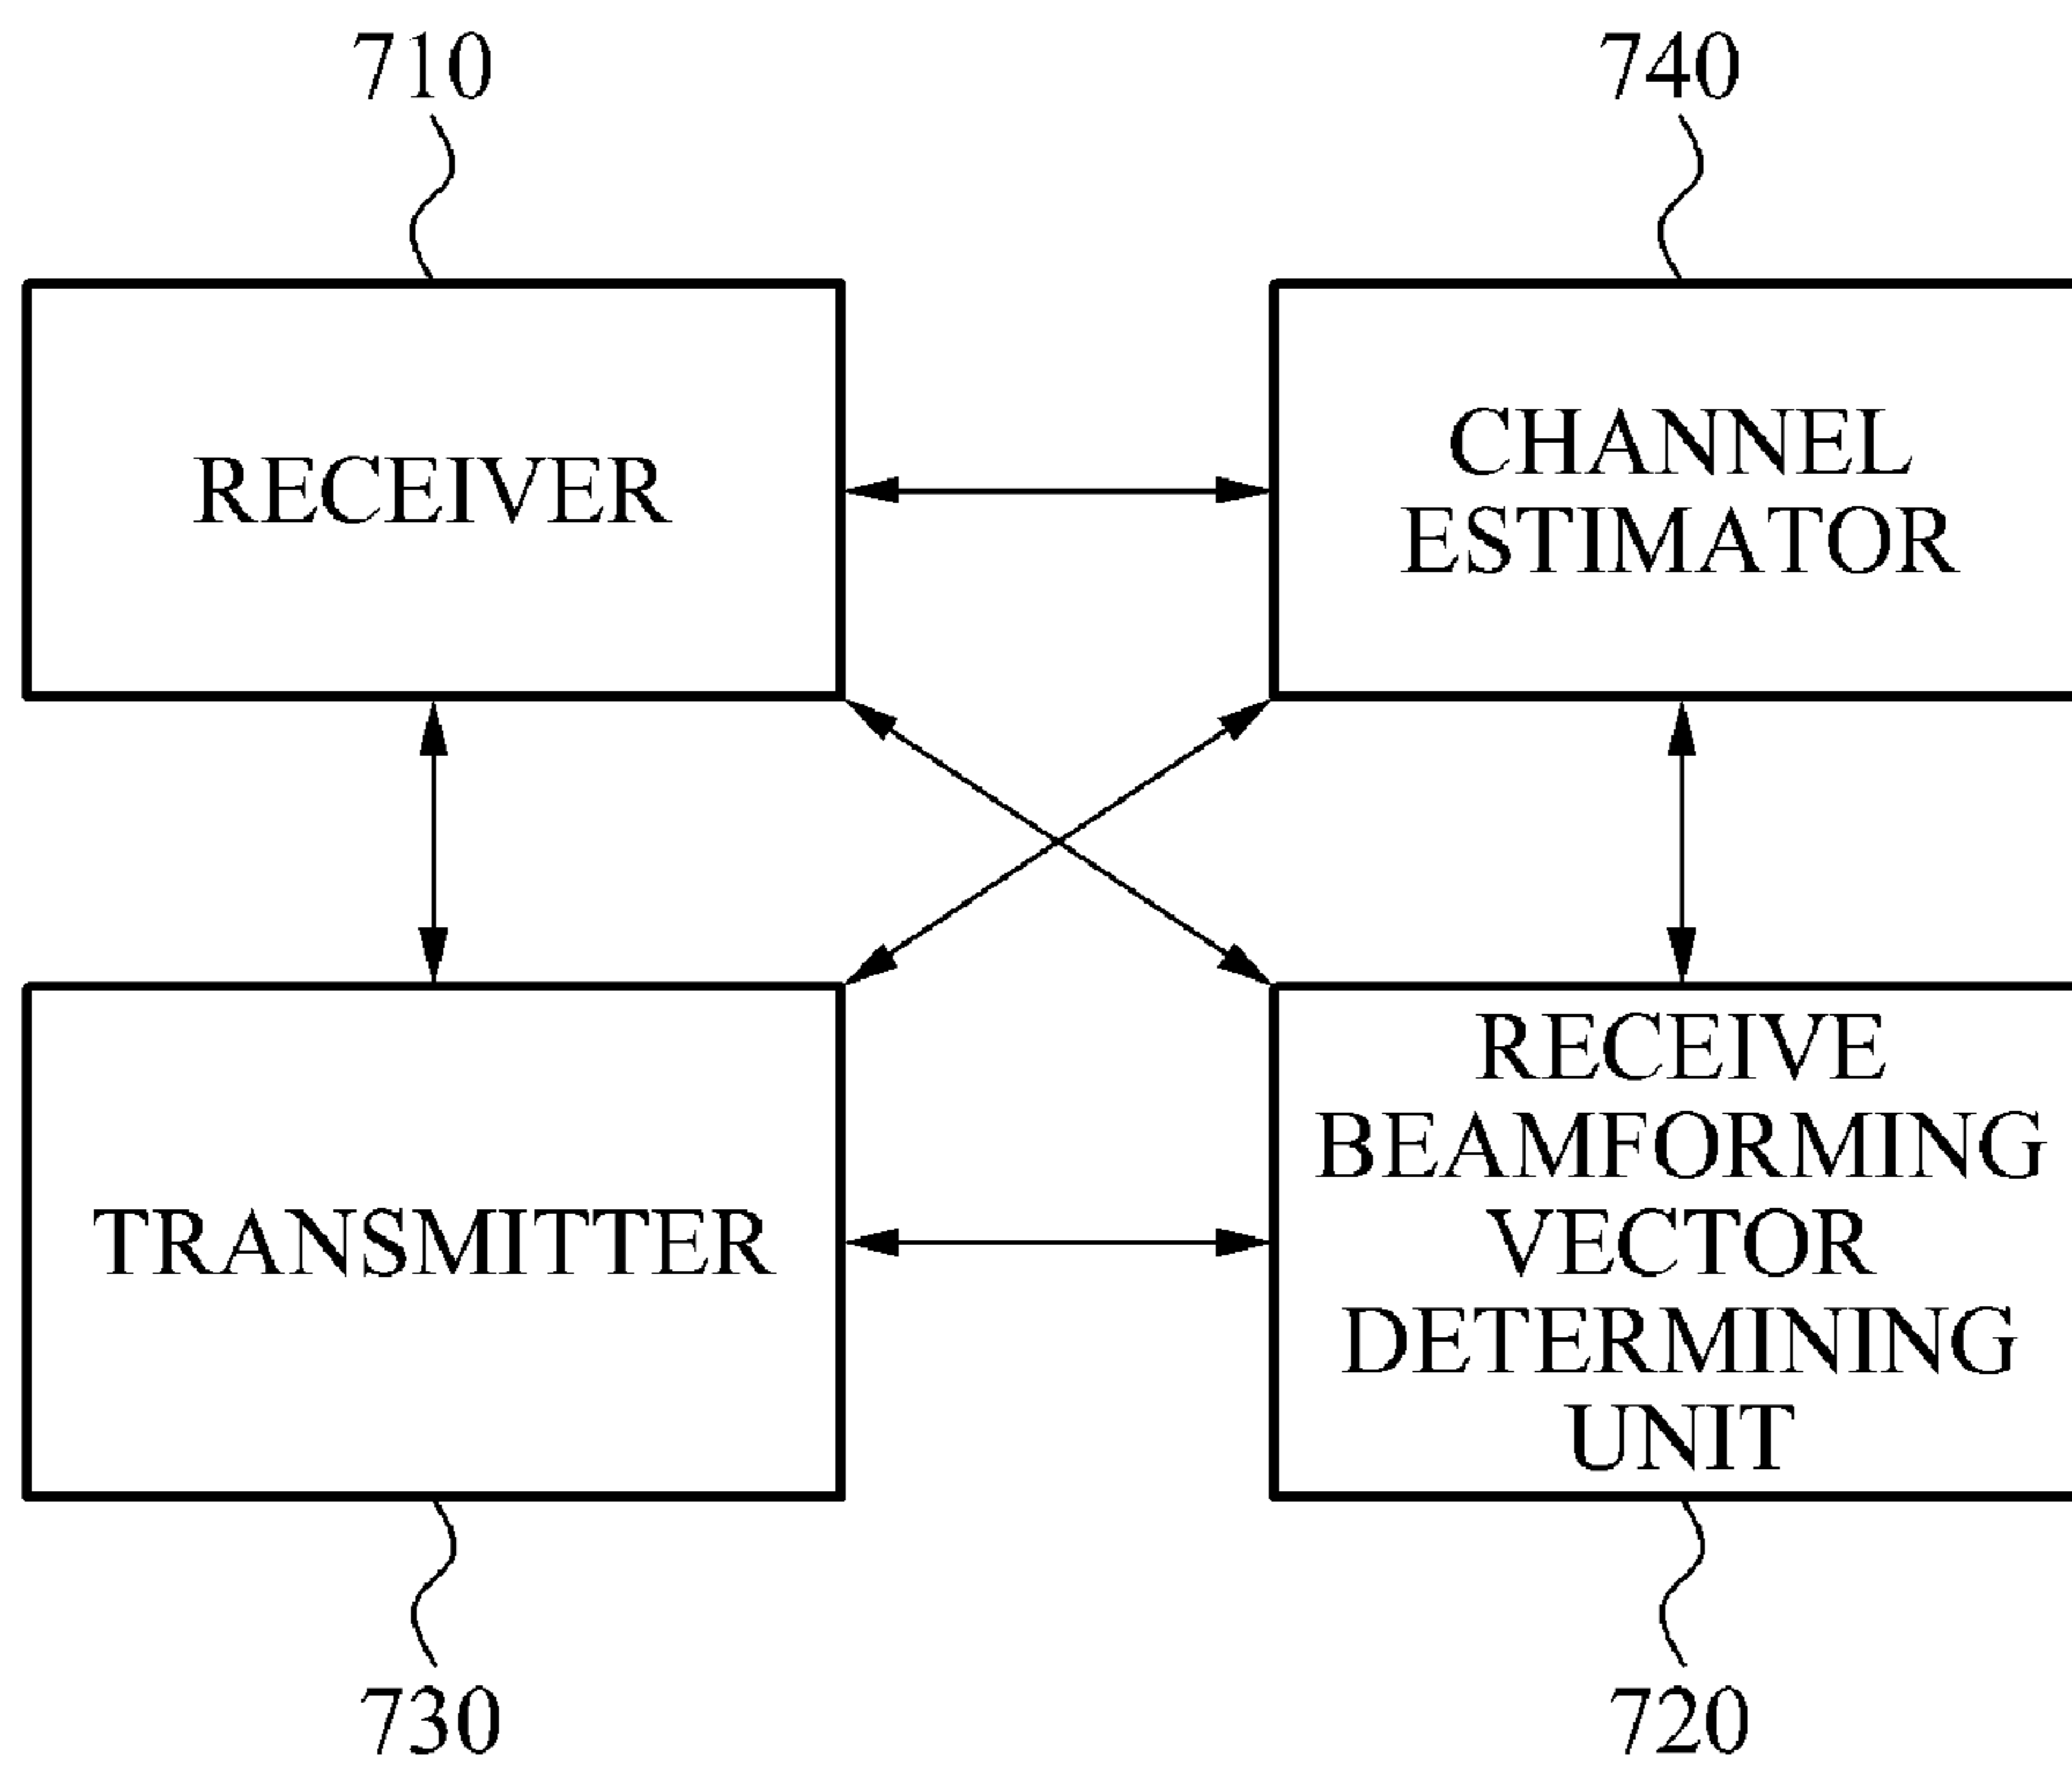 710
740
RECEIVER
CHANNEL
ESTIMATOR
TRANSMITTER
RECEIVE
BEAMFORMING
VECTOR
DETERMINING
UNIT
730
720